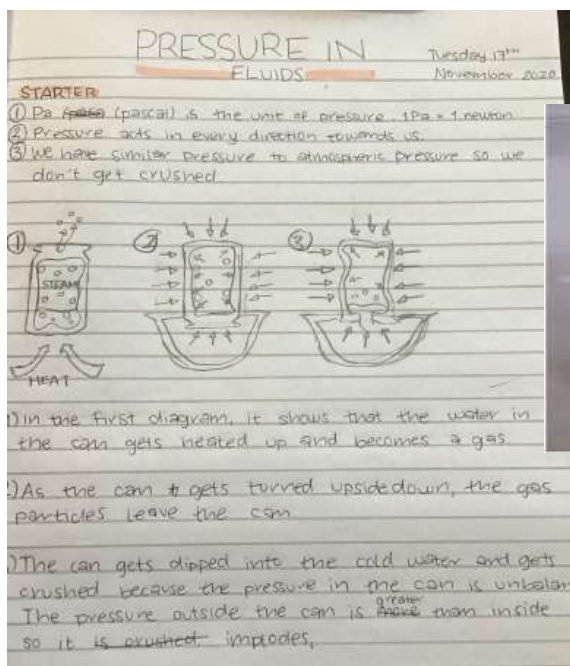 PRESSURE IN
FLUIDS
Tuesday 17th
November 2020
STARTER
① Pa (pascal) is the unit of pressure. 1Pa = 1 newton
② Pressure acts in every direction towards us.
③ We have similar pressure to atmospheric pressure so we
don't get crushed
① ② ③
STEAM
HEAT
1) In the first diagram, it shows that the water in
the can gets heated up and becomes a gas
2) As the can gets turned upside down, the gas
particles leave the can
) The can gets dipped into the cold water and gets
crushed because the pressure in the can is unbalan
The pressure outside the can is greater than inside
so it is crushed implodes,